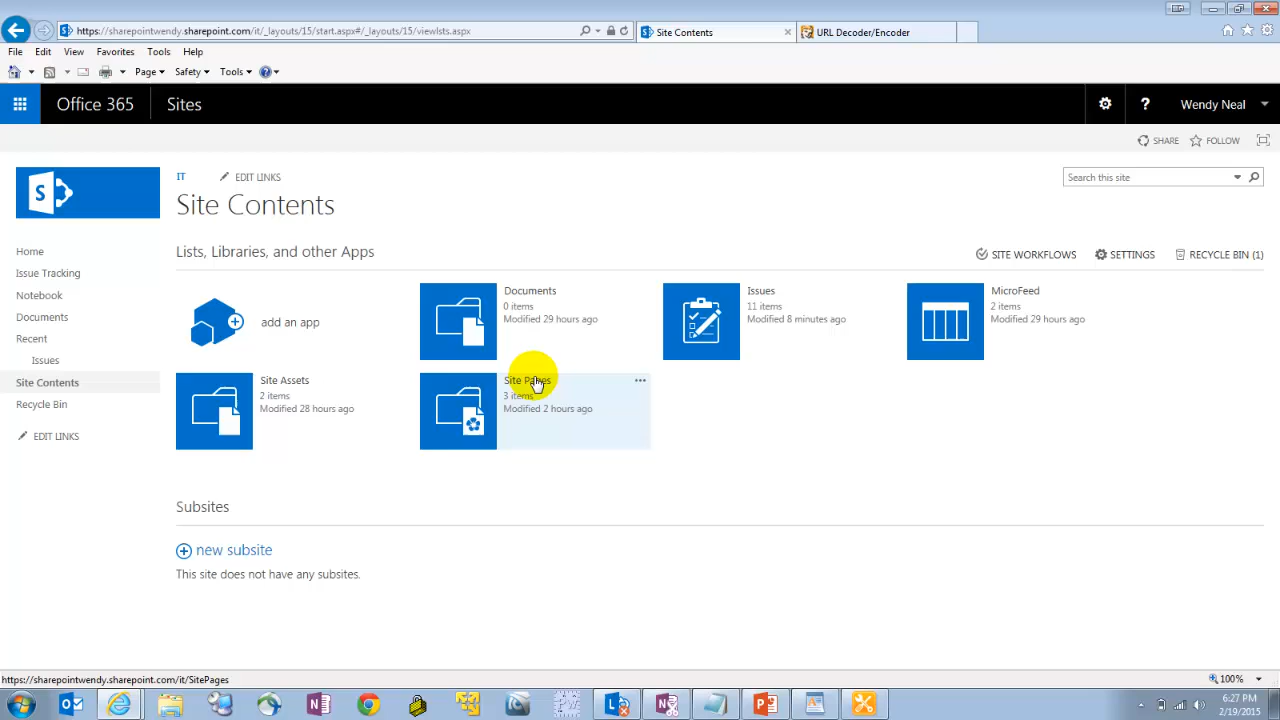 https://sharepointwendy.sharepoint.com/it/_layouts/15/start.aspx#/_layouts/15/viewlsts.aspx
Site Contents
URL Decoder/Encoder
File Edit View Favorites Tools Help
Page Safety Tools
Office 365 Sites
? Wendy Neal
SHARE FOLLOW
S
IT EDIT LINKS
Search this site
Site Contents
Home
Issue Tracking
Notebook
Documents
Recent
Issues
Site Contents
Recycle Bin
EDIT LINKS
Lists, Libraries, and other Apps
SITE WORKFLOWS SETTINGS RECYCLE BIN (1)
add an app
Documents
0 items
Modified 29 hours ago
Issues
11 items
Modified 8 minutes ago
MicroFeed
2 items
Modified 29 hours ago
Site Assets
2 items
Modified 28 hours ago
Site Pages
3 items
Modified 2 hours ago
Subsites
new subsite
This site does not have any subsites.
https://sharepointwendy.sharepoint.com/it/SitePages
100%
6:27 PM
2/19/2015